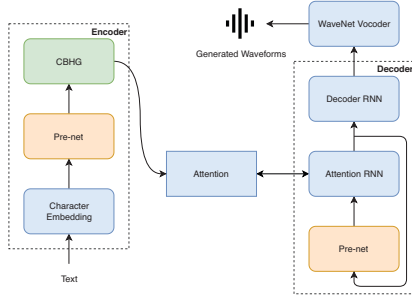 Encoder
CBHG
Pre-net
Character
Embedding
Text
Attention
Generated Waveforms
WaveNet Vocoder
Decoder
Decoder RNN
Attention RNN
Pre-net